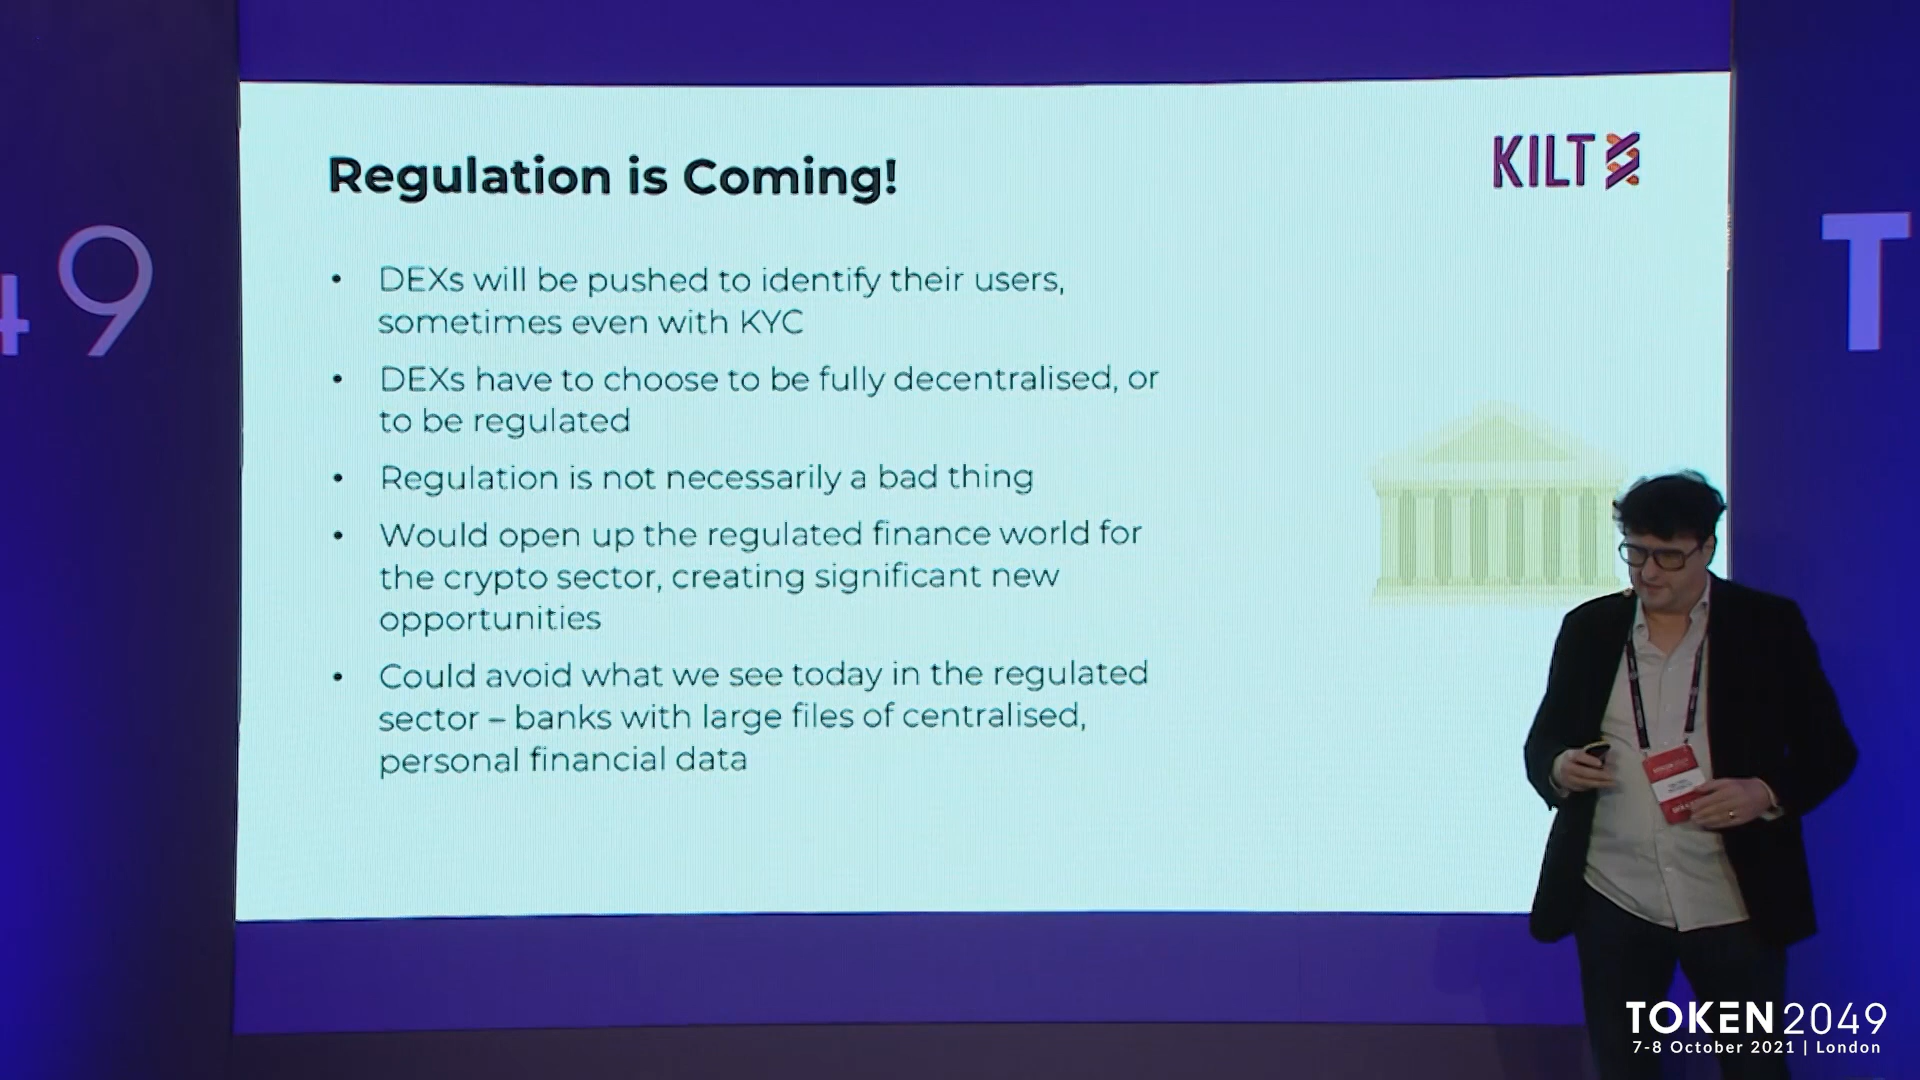 Regulation is Coming!
KILT
49
T
• DEXs will be pushed to identify their users,
sometimes even with KYC
• DEXs have to choose to be fully decentralised, or
to be regulated
• Regulation is not necessarily a bad thing
• Would open up the regulated finance world for
the crypto sector, creating significant new
opportunities
• Could avoid what we see today in the regulated
sector – banks with large files of centralised,
personal financial data
TOKEN2049
7-8 October 2021 | London